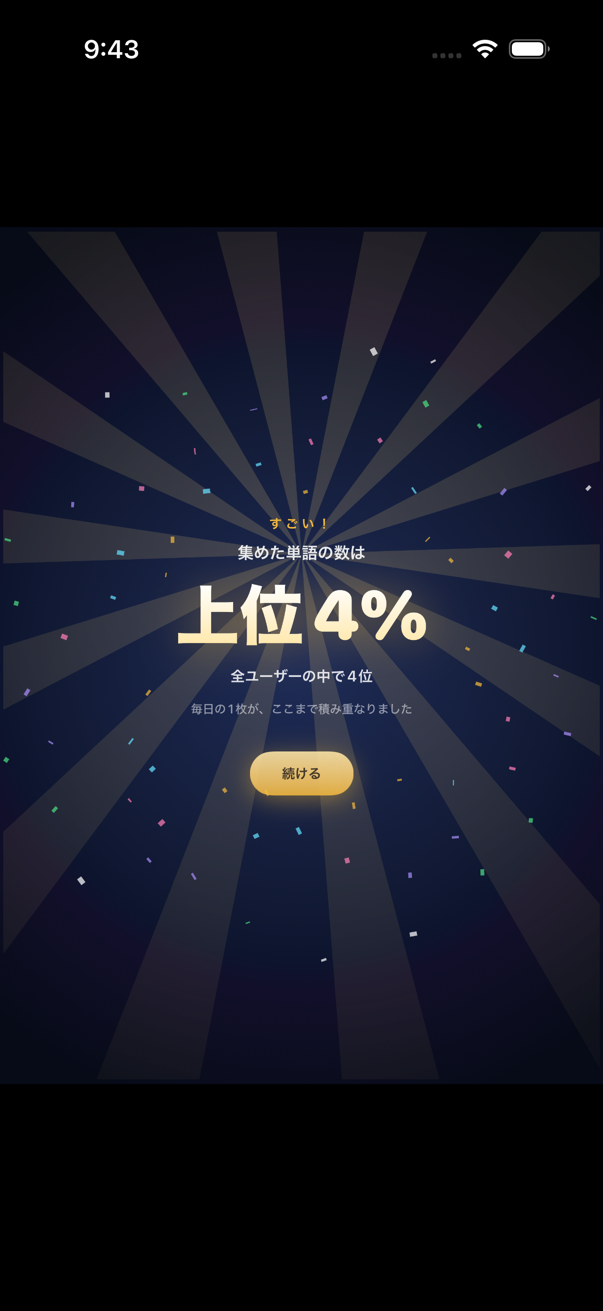 9:43
すごい！
集めた単語の数は
上位4%
全ユーザーの中で4位
毎日の1枚が、ここまで積み重なりました
続ける